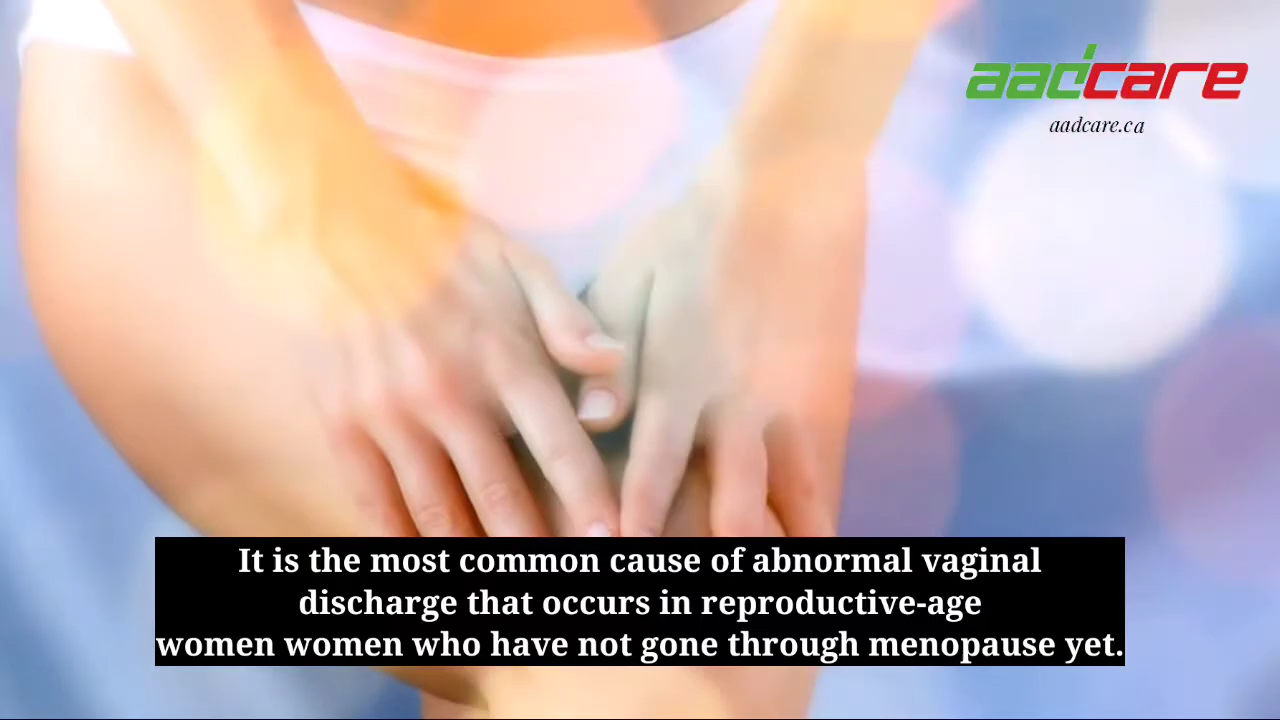 aadcare
aadcare.ca
It is the most common cause of abnormal vaginal
discharge that occurs in reproductive-age
women women who have not gone through menopause yet.